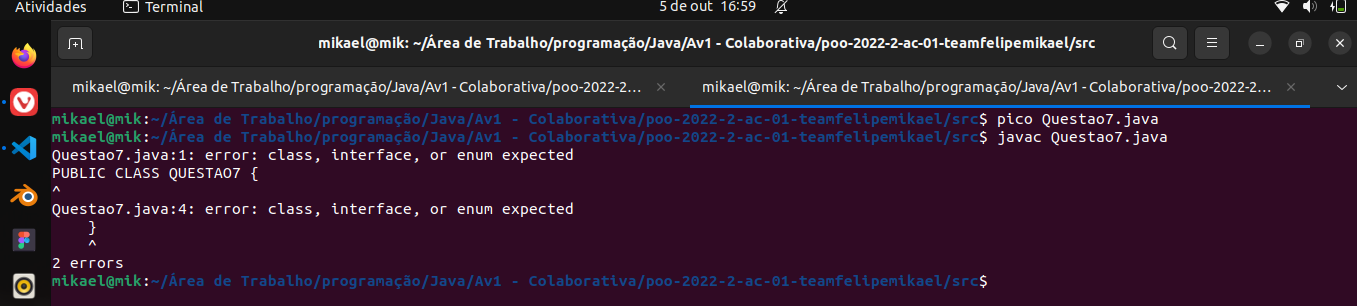 Atividades Terminal 5 de out 16:59
mikael@mik: ~/Área de Trabalho/programação/Java/Av1 - Colaborativa/poo-2022-2-ac-01-teamfelipemikael/src
mikael@mik: ~/Área de Trabalho/programação/Java/Av1 - Colaborativa/poo-2022-2... mikael@mik: ~/Área de Trabalho/programação/Java/Av1 - Colaborativa/poo-2022-2...
mikael@mik:~/Área de Trabalho/programação/Java/Av1 - Colaborativa/poo-2022-2-ac-01-teamfelipemikael/src$ pico Questao7.java
mikael@mik:~/Área de Trabalho/programação/Java/Av1 - Colaborativa/poo-2022-2-ac-01-teamfelipemikael/src$ javac Questao7.java
Questao7.java:1: error: class, interface, or enum expected
PUBLIC CLASS QUESTAO7 {
^
Questao7.java:4: error: class, interface, or enum expected
    }
    ^
2 errors
mikael@mik:~/Área de Trabalho/programação/Java/Av1 - Colaborativa/poo-2022-2-ac-01-teamfelipemikael/src$